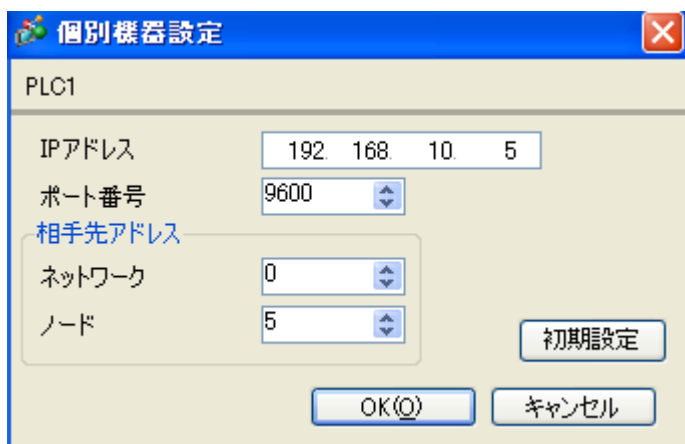 個別機器設定
PLC1
IPアドレス 192. 168. 10. 5
ポート番号 9600
相手先アドレス
ネットワーク 0
ノード 5
初期設定
OK(O) キャンセル